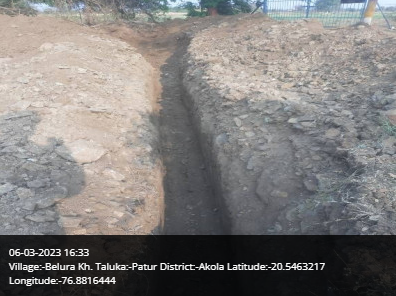 06-03-2023 16:33
Village:-Belura Kh. Taluka:-Patur District:-Akola Latitude:-20.5463217
Longitude:-76.8816444